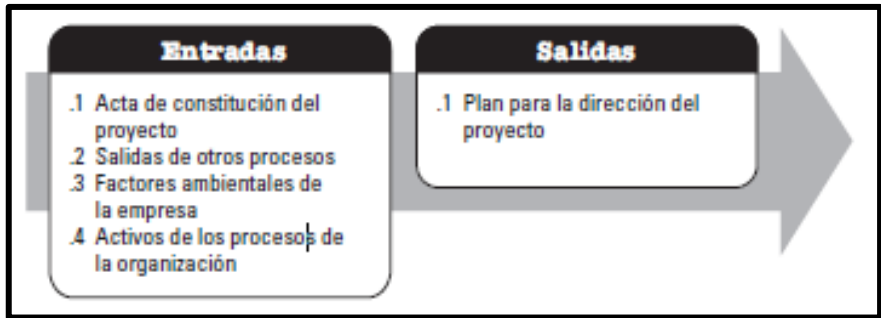 Entradas
.1 Acta de constitución del
proyecto
.2 Salidas de otros procesos
.3 Factores ambientales de
la empresa
.4 Activos de los procesos de
la organización
Salidas
.1 Plan para la dirección del
proyecto